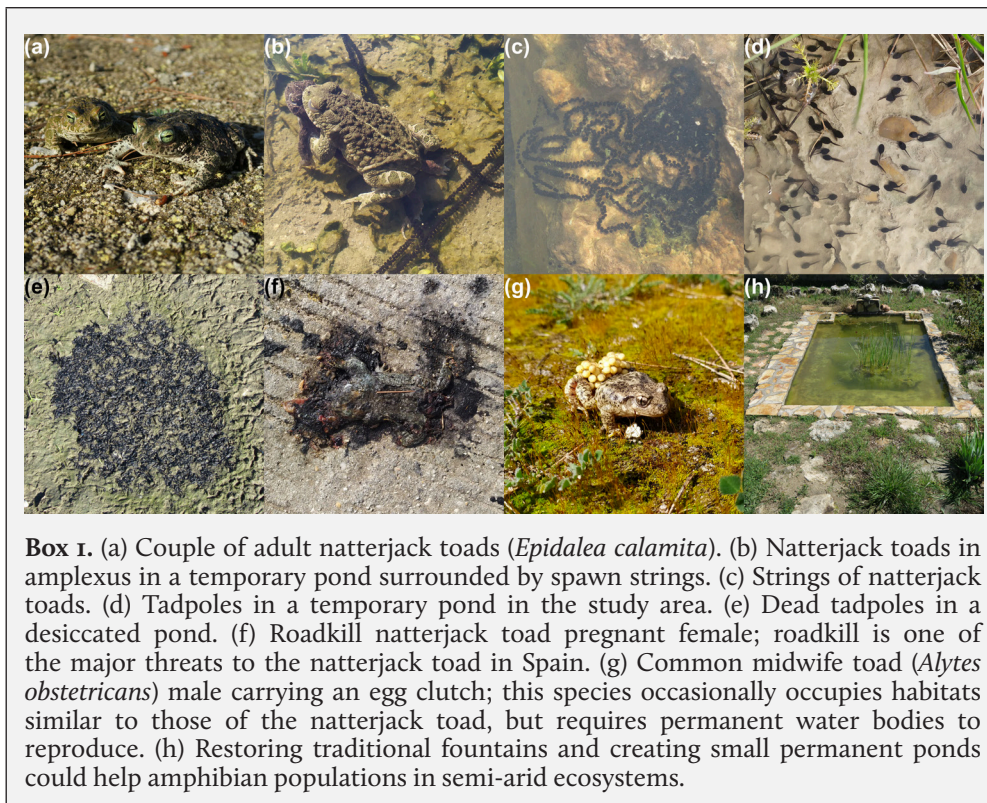 (a) (b) (c) (d)
(e) (f) (g) (h)
Box 1. (a) Couple of adult natterjack toads (Epidalea calamita). (b) Natterjack toads in
amplexus in a temporary pond surrounded by spawn strings. (c) Strings of natterjack
toads. (d) Tadpoles in a temporary pond in the study area. (e) Dead tadpoles in a
desiccated pond. (f) Roadkill natterjack toad pregnant female; roadkill is one of
the major threats to the natterjack toad in Spain. (g) Common midwife toad (Alytes
obstetricans) male carrying an egg clutch; this species occasionally occupies habitats
similar to those of the natterjack toad, but requires permanent water bodies to
reproduce. (h) Restoring traditional fountains and creating small permanent ponds
could help amphibian populations in semi-arid ecosystems.